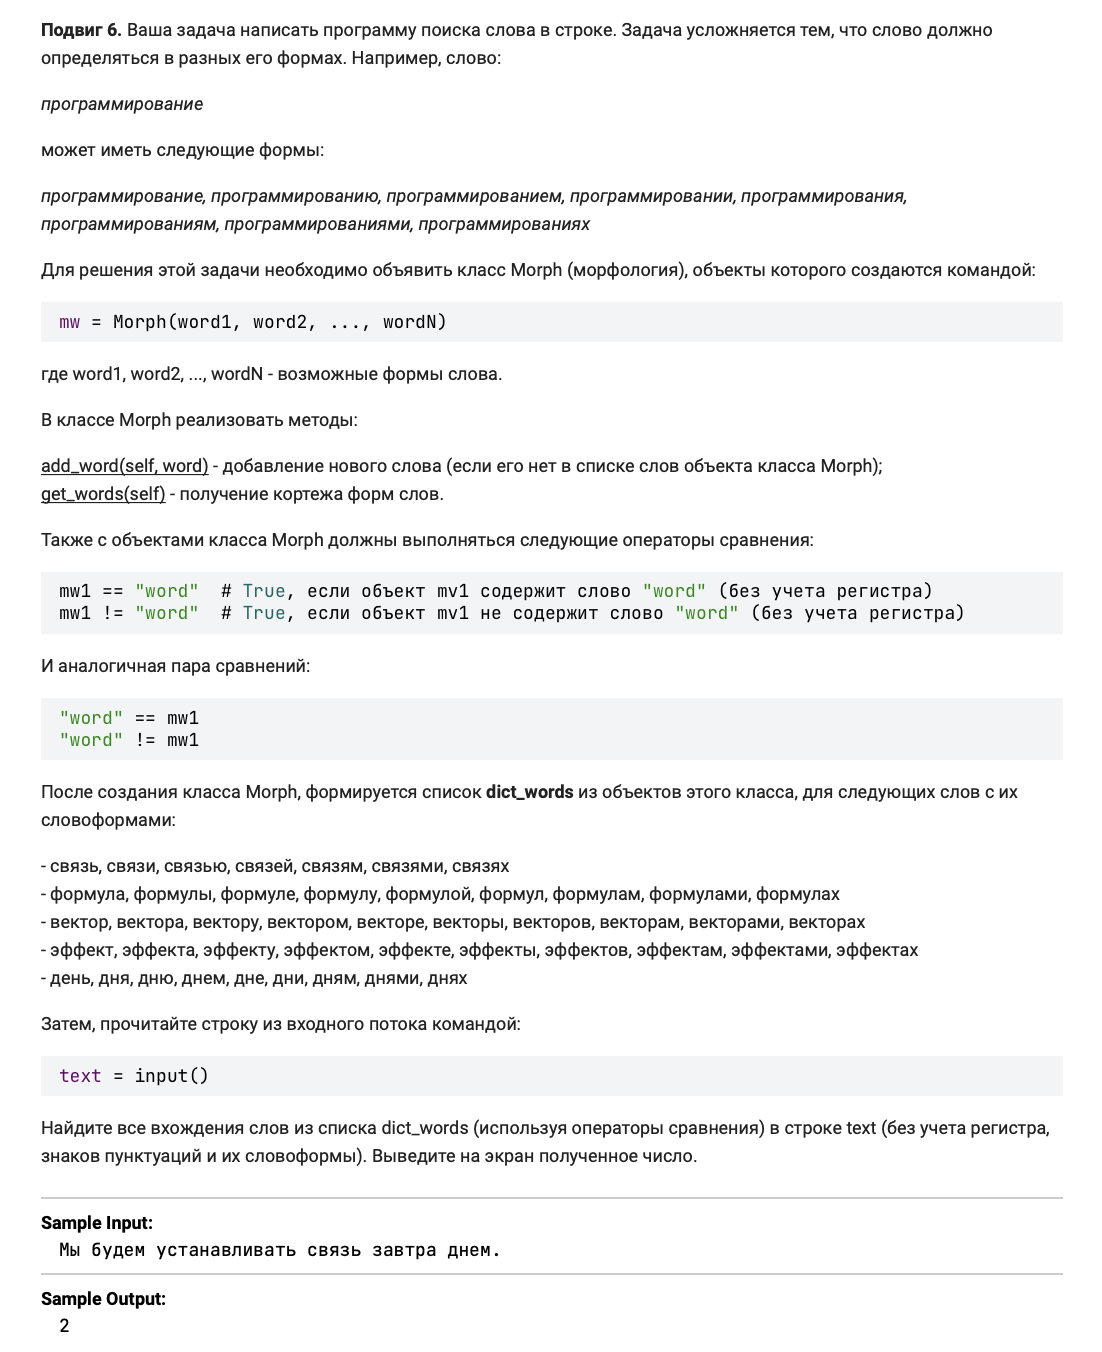 Подвиг 6. Ваша задача написать программу поиска слова в строке. Задача усложняется тем, что слово должно
определяться в разных его формах. Например, слово:
программирование
может иметь следующие формы:
программирование, программированию, программированием, программировании, программирования,
программированиям, программированиями, программированиях
Для решения этой задачи необходимо объявить класс Morph (морфология), объекты которого создаются командой:
mw = Morph(word1, word2, ..., wordN)
где word1, word2, ..., wordN - возможные формы слова.
В классе Morph реализовать методы:
add_word(self, word) - добавление нового слова (если его нет в списке слов объекта класса Morph);
get_words(self) - получение кортежа форм слов.
Также с объектами класса Morph должны выполняться следующие операторы сравнения:
mw1 == "word"  # True, если объект mv1 содержит слово "word" (без учета регистра)
mw1 != "word"  # True, если объект mv1 не содержит слово "word" (без учета регистра)
И аналогичная пара сравнений:
"word" == mw1
"word" != mw1
После создания класса Morph, формируется список dict_words из объектов этого класса, для следующих слов с их
словоформами:
- связь, связи, связью, связей, связям, связями, связях
- формула, формулы, формуле, формулу, формулой, формул, формулам, формулами, формулах
- вектор, вектора, вектору, вектором, векторе, векторы, векторов, векторам, векторами, векторах
- эффект, эффекта, эффекту, эффектом, эффекте, эффекты, эффектов, эффектам, эффектами, эффектах
- день, дня, дню, днем, дне, дни, дням, днями, днях
Затем, прочитайте строку из входного потока командой:
text = input()
Найдите все вхождения слов из списка dict_words (используя операторы сравнения) в строке text (без учета регистра,
знаков пунктуаций и их словоформы). Выведите на экран полученное число.
Sample Input:
Мы будем устанавливать связь завтра днем.
Sample Output:
2